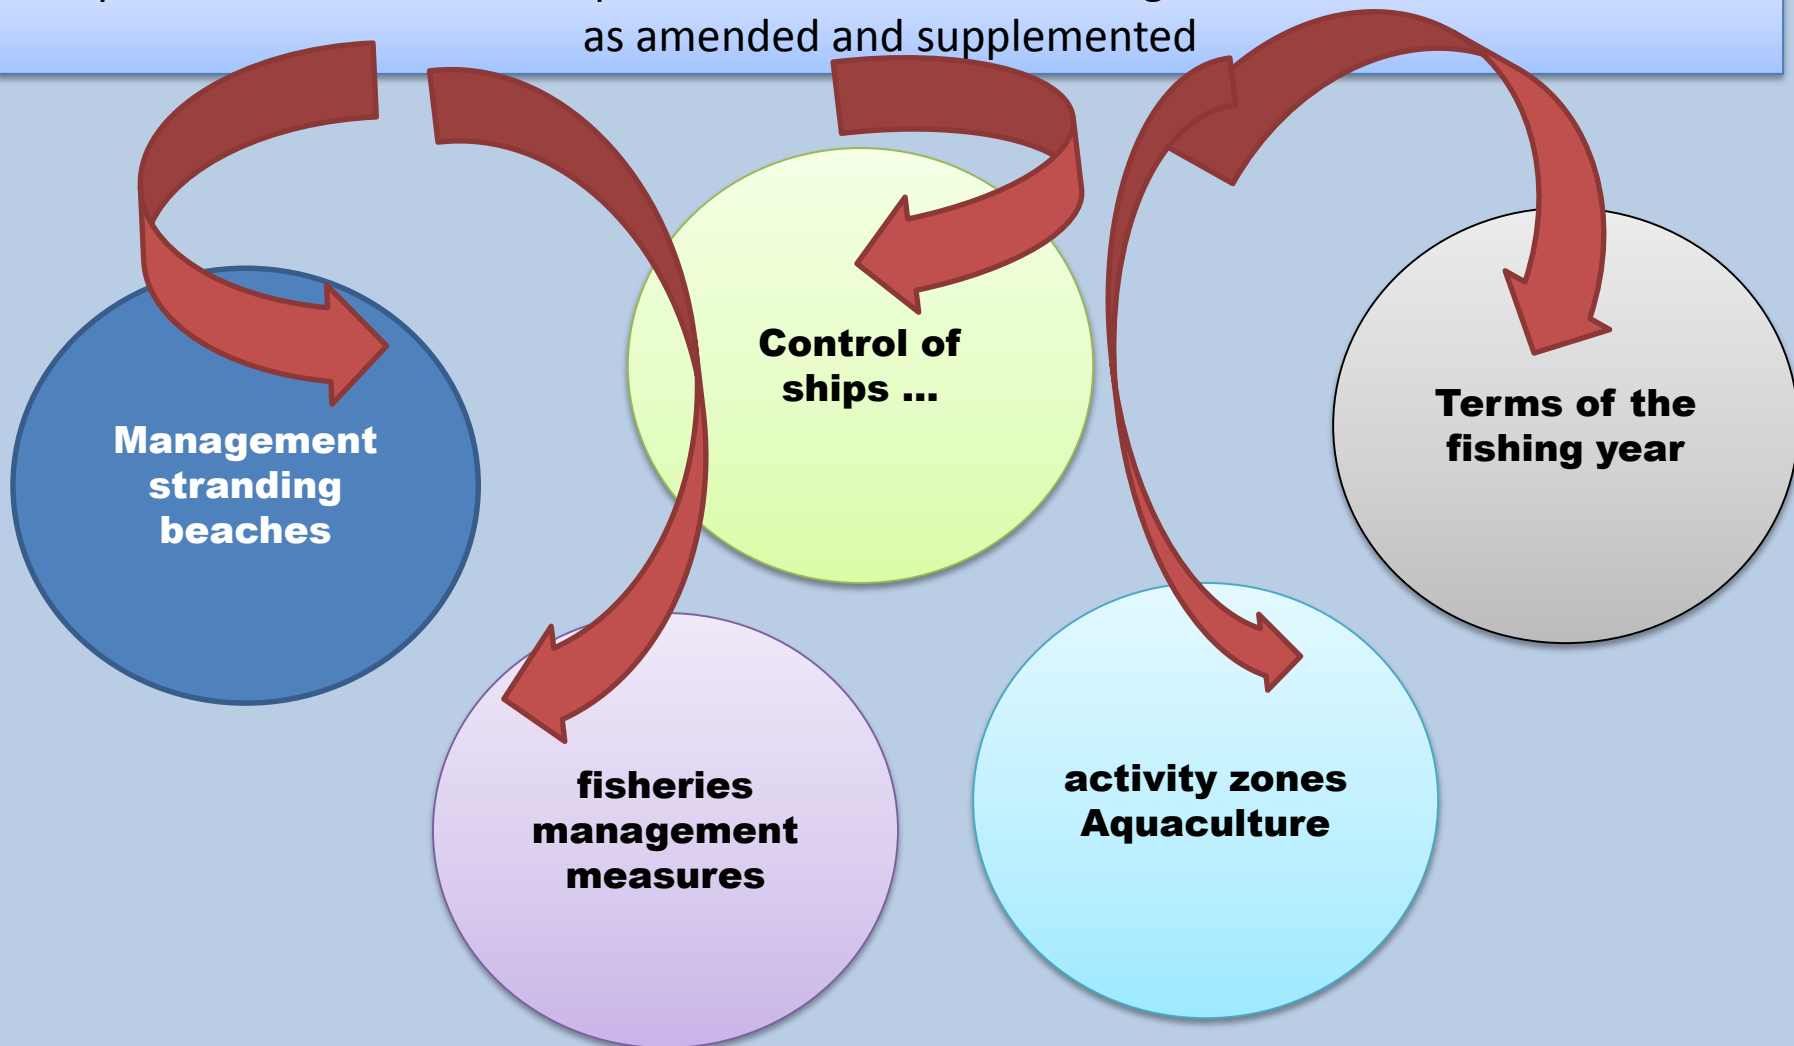 as amended and supplemented
Management
stranding
beaches
Control of
ships ...
Terms of the
fishing year
fisheries
management
measures
activity zones
Aquaculture